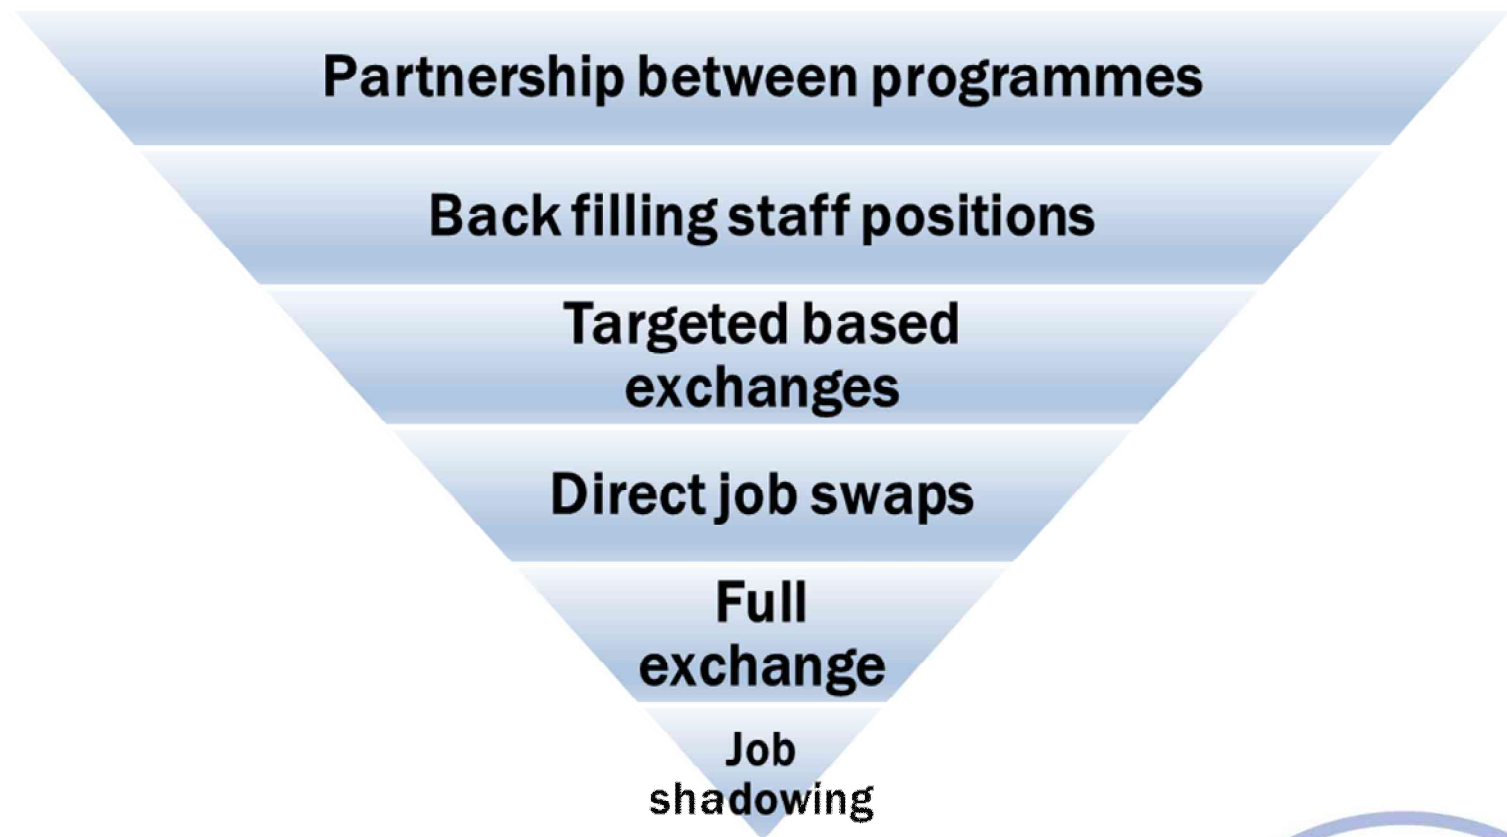 Partnership between programmes
Back filling staff positions
Targeted based
exchanges
Direct job swaps
Full
exchange
Job
shadowing